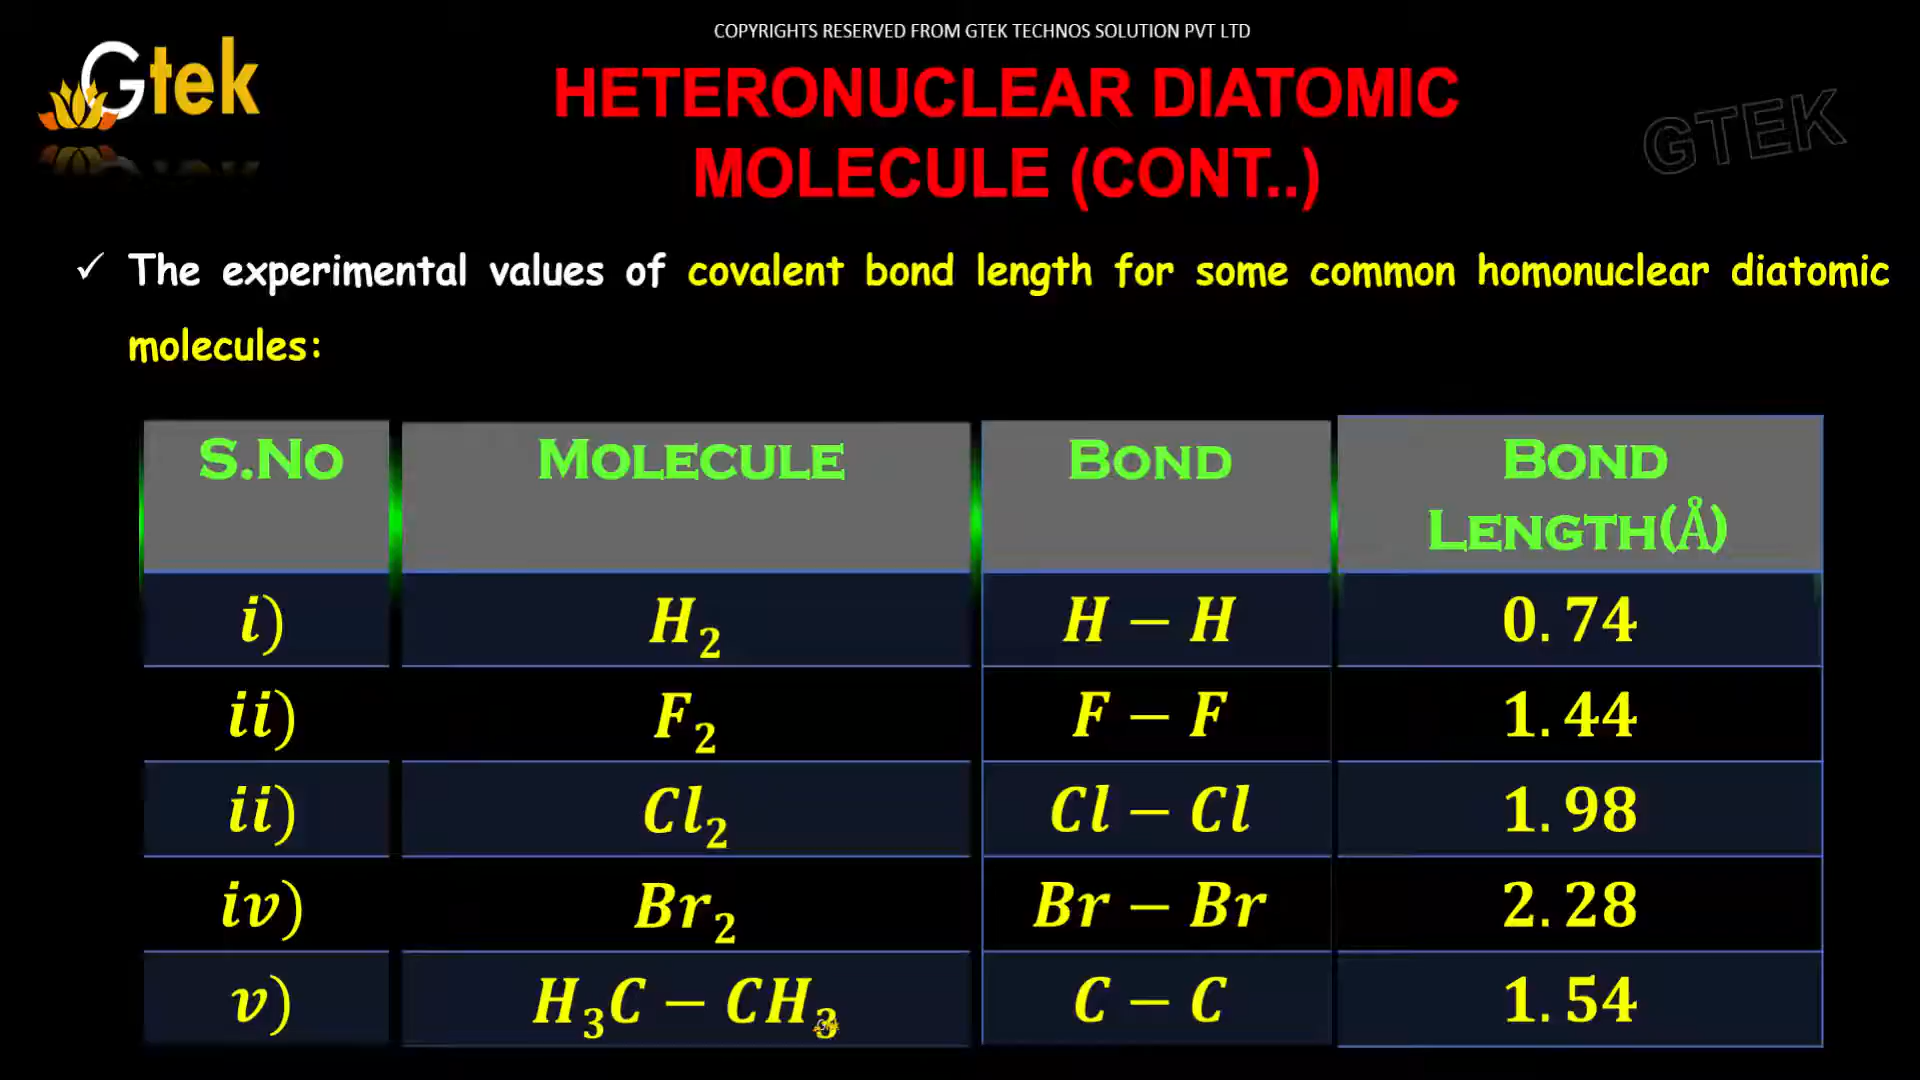 COPYRIGHTS RESERVED FROM GTEK TECHNOS SOLUTION PVT LTD
Gtek
HETERONUCLEAR DIATOMIC
MOLECULE (CONT..)
GTEK
✓ The experimental values of covalent bond length for some common homonuclear diatomic
molecules:
S.No Molecule Bond Bond
Length(Å)
i) H₂ H − H 0.74
ii) F₂ F − F 1.44
ii) Cl₂ Cl − Cl 1.98
iv) Br₂ Br − Br 2.28
v) H₃C − CH₃ C − C 1.54